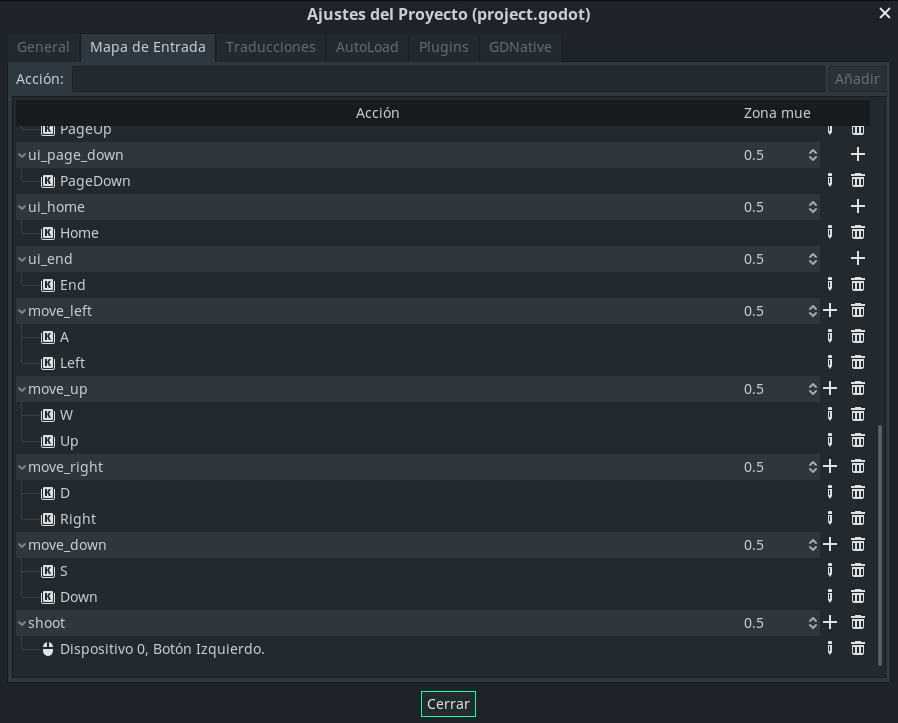 Ajustes del Proyecto (project.godot)
General Mapa de Entrada Traducciones AutoLoad Plugins GDNative
Acción: Añadir
Acción Zona mue
PageUp
ui_page_down 0.5
PageDown
ui_home 0.5
Home
ui_end 0.5
End
move_left 0.5
A
Left
move_up 0.5
W
Up
move_right 0.5
D
Right
move_down 0.5
S
Down
shoot 0.5
Dispositivo 0, Botón Izquierdo.
Cerrar